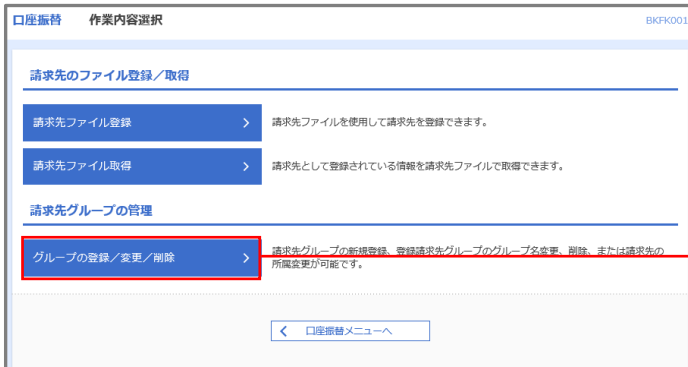 口座振替 作業内容選択 BKFK001
請求先のファイル登録／取得
請求先ファイル登録 請求先ファイルを使用して請求先を登録できます。
請求先ファイル取得 請求先として登録されている情報を請求先ファイルで取得できます。
請求先グループの管理
グループの登録／変更／削除 請求先グループの新規登録、登録請求先グループのグループ名変更、削除、または請求先の
所属変更が可能です。
口座振替メニューへ